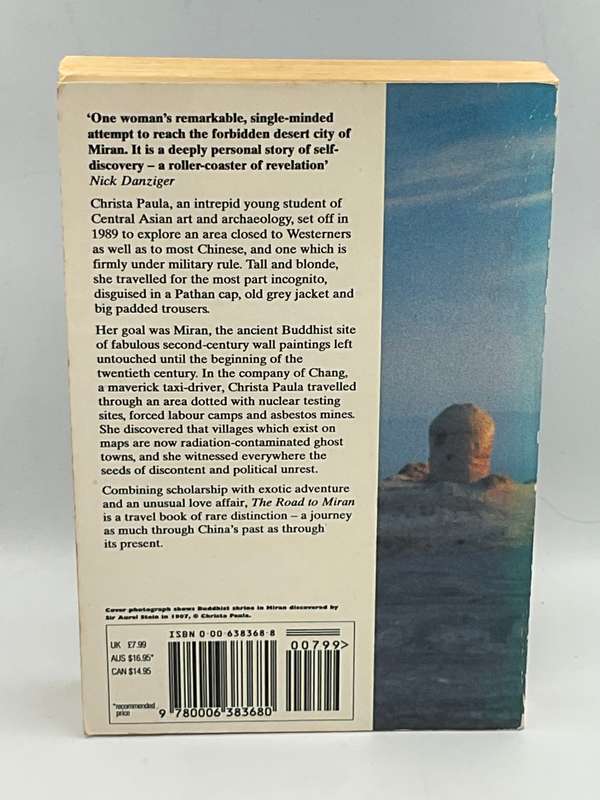 ‘One woman’s remarkable, single-minded
attempt to reach the forbidden desert city of
Miran. It is a deeply personal story of self-
discovery – a roller-coaster of revelation’
Nick Danziger
Christa Paula, an intrepid young student of
Central Asian art and archaeology, set off in
1989 to explore an area closed to Westerners
as well as to most Chinese, and one which is
firmly under military rule. Tall and blonde,
she travelled for the most part incognito,
disguised in a Pathan cap, old grey jacket and
big padded trousers.
Her goal was Miran, the ancient Buddhist site
of fabulous second-century wall paintings left
untouched until the beginning of the
twentieth century. In the company of Chang,
a maverick taxi-driver, Christa Paula travelled
through an area dotted with nuclear testing
sites, forced labour camps and asbestos mines.
She discovered that villages which exist on
maps are now radiation-contaminated ghost
towns, and she witnessed everywhere the
seeds of discontent and political unrest.
Combining scholarship with exotic adventure
and an unusual love affair, The Road to Miran
is a travel book of rare distinction – a journey
as much through China’s past as through
its present.
Cover photograph shows Buddhist shrine in Miran discovered by
Sir Aurel Stein in 1907, © Christa Paula.
ISBN 0-00-638368-8
UK £7.99
AUS $16.95*
CAN $14.95
*recommended
price
00799>
9 780006 383680